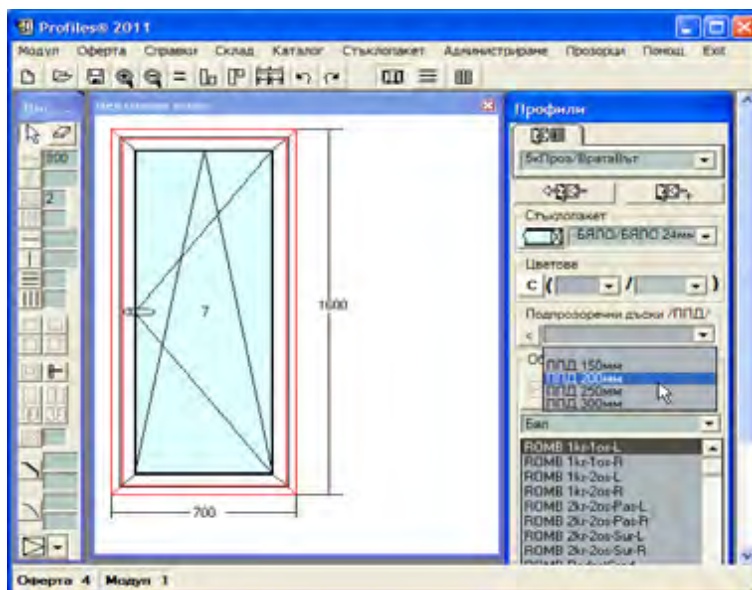 Profiles® 2011
Модул Оферта Справки Склад Каталог Стъклопакет Администриране Прозорци Помощ Exit
Профили
800
5кПроз/ВратаВът
2
Стъклопакет
БЯЛО/БЯЛО 24мм
Цветове
C ( / )
1600
7
Подпрозоречни дъски /ППД/
<
ППД 150мм
ППД 200мм
ППД 250мм
ППД 300мм
Бял
ROMB 1kr-1os-L
ROMB 1kr-1os-R
ROMB 1kr-2os-L
ROMB 1kr-2os-R
ROMB 2kr-2os-Pas-L
ROMB 2kr-2os-Pas-R
ROMB 2kr-2os-Sur-L
ROMB 2kr-2os-Sur-R
700
Оферта 4 Модул 1